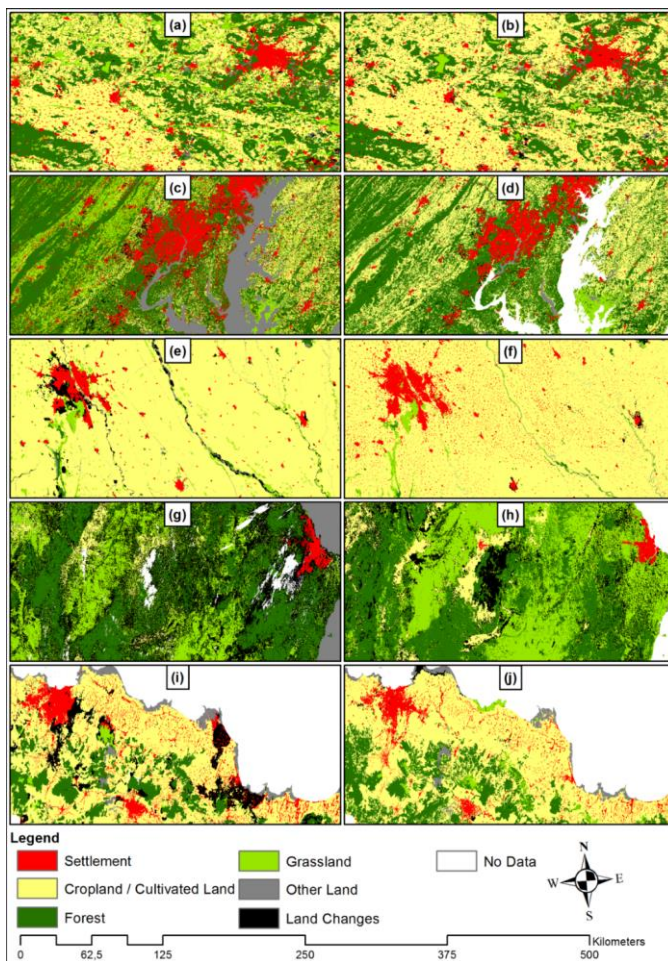 (a) (b)
(c) (d)
(e) (f)
(g) (h)
(i) (j)
Legend
Settlement Grassland No Data
Cropland / Cultivated Land Other Land
Forest Land Changes
N
W E
S
Kilometers
0 62,5 125 250 375 500